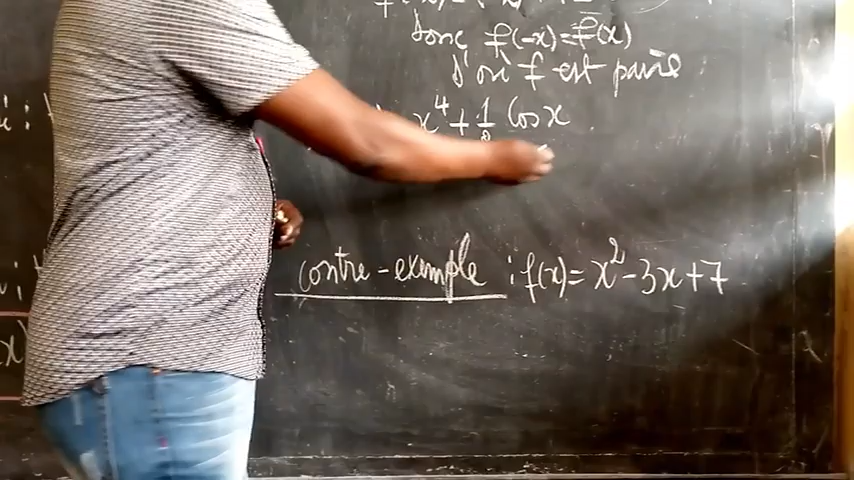 donc f(-x)=f(x)
d'où f est paire
x⁴+½ cos x
contre-exemple : f(x)= x²-3x+7